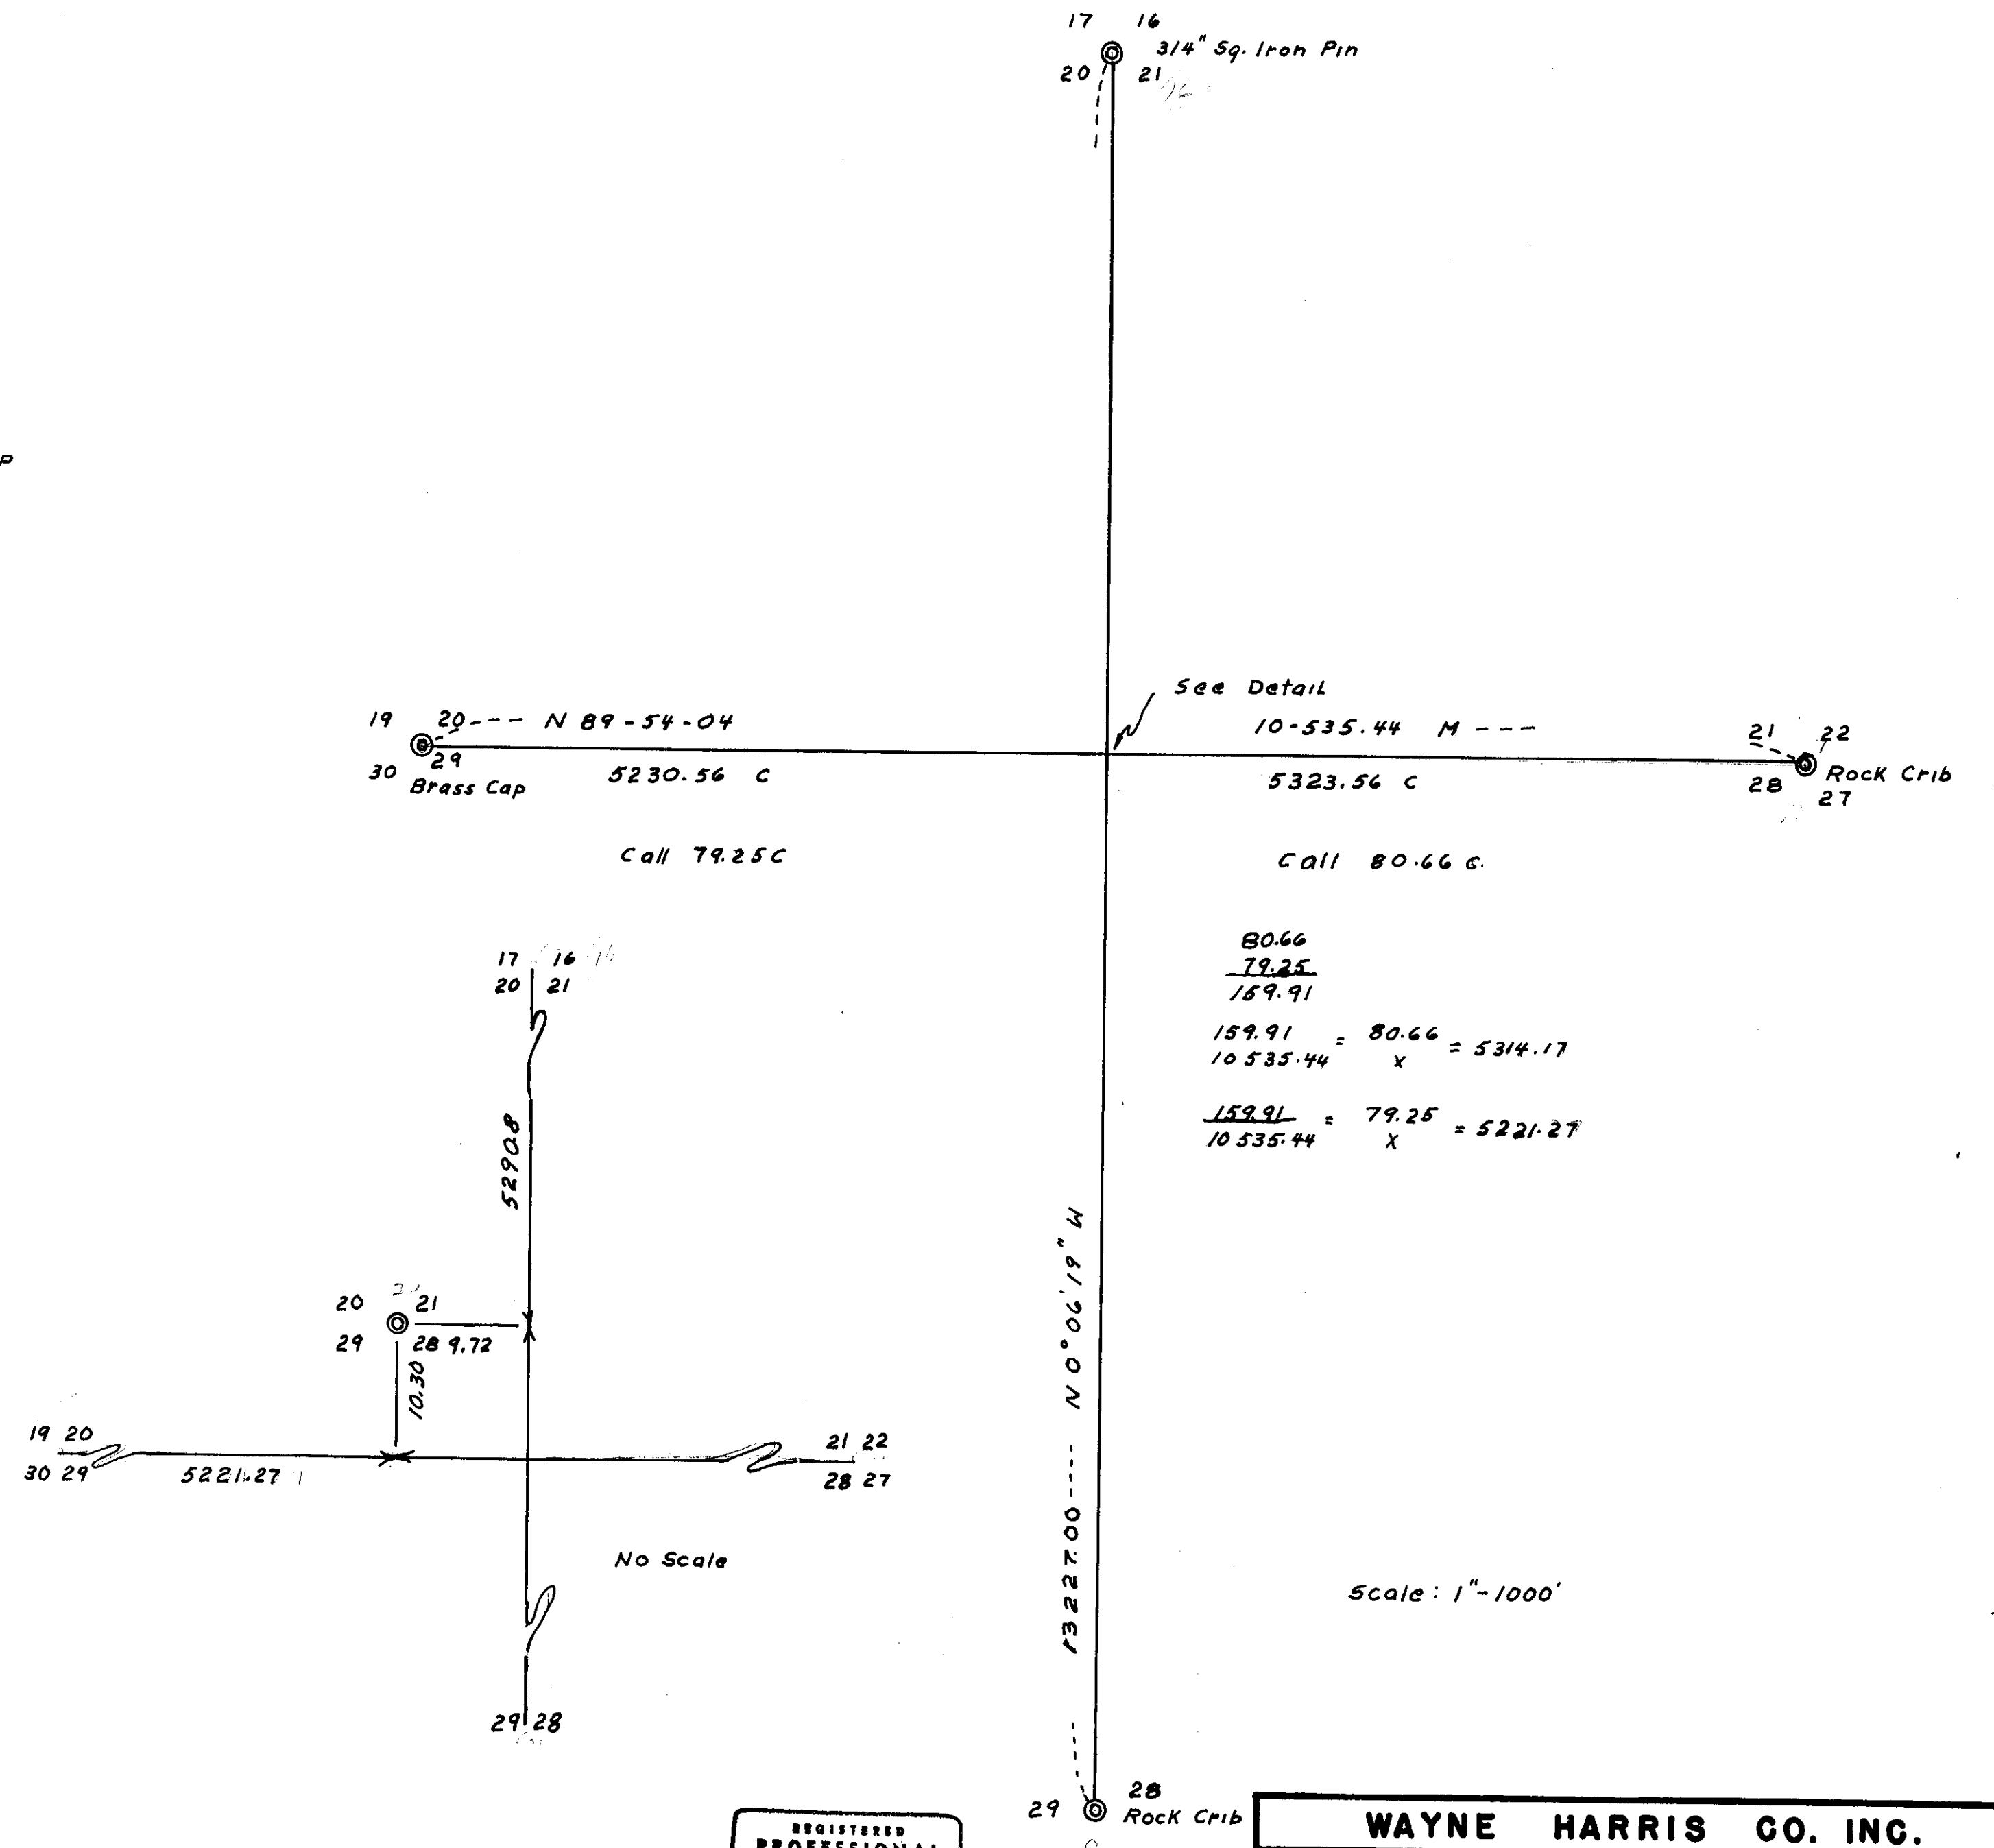 17 16
3/4" Sq. Iron Pin
20 21
P
See Detail
19 20 --- N 89-54-04
10-535.44 M ---
21 22
30 29
Brass Cap
5230.56 C
5323.56 C
28 27
Rock Crib
Call 79.25 C
Call 80.66 C.
80.66
79.25
159.91
159.91 = 80.66 = 5314.17
10 535.44 x
159.91 = 79.25 = 5221.27
10 535.44 x
17 16
20 21
5290.8
20 21
29 28 9.72
10.30
19 20
21 22
30 29 5221.27
28 27
No Scale
29 28
13227.00 ---- N 0° 06' 19" W
Scale : 1"-1000'
29 28
Rock Crib
REGISTERED
PROFESSIONAL
WAYNE HARRIS CO. INC.